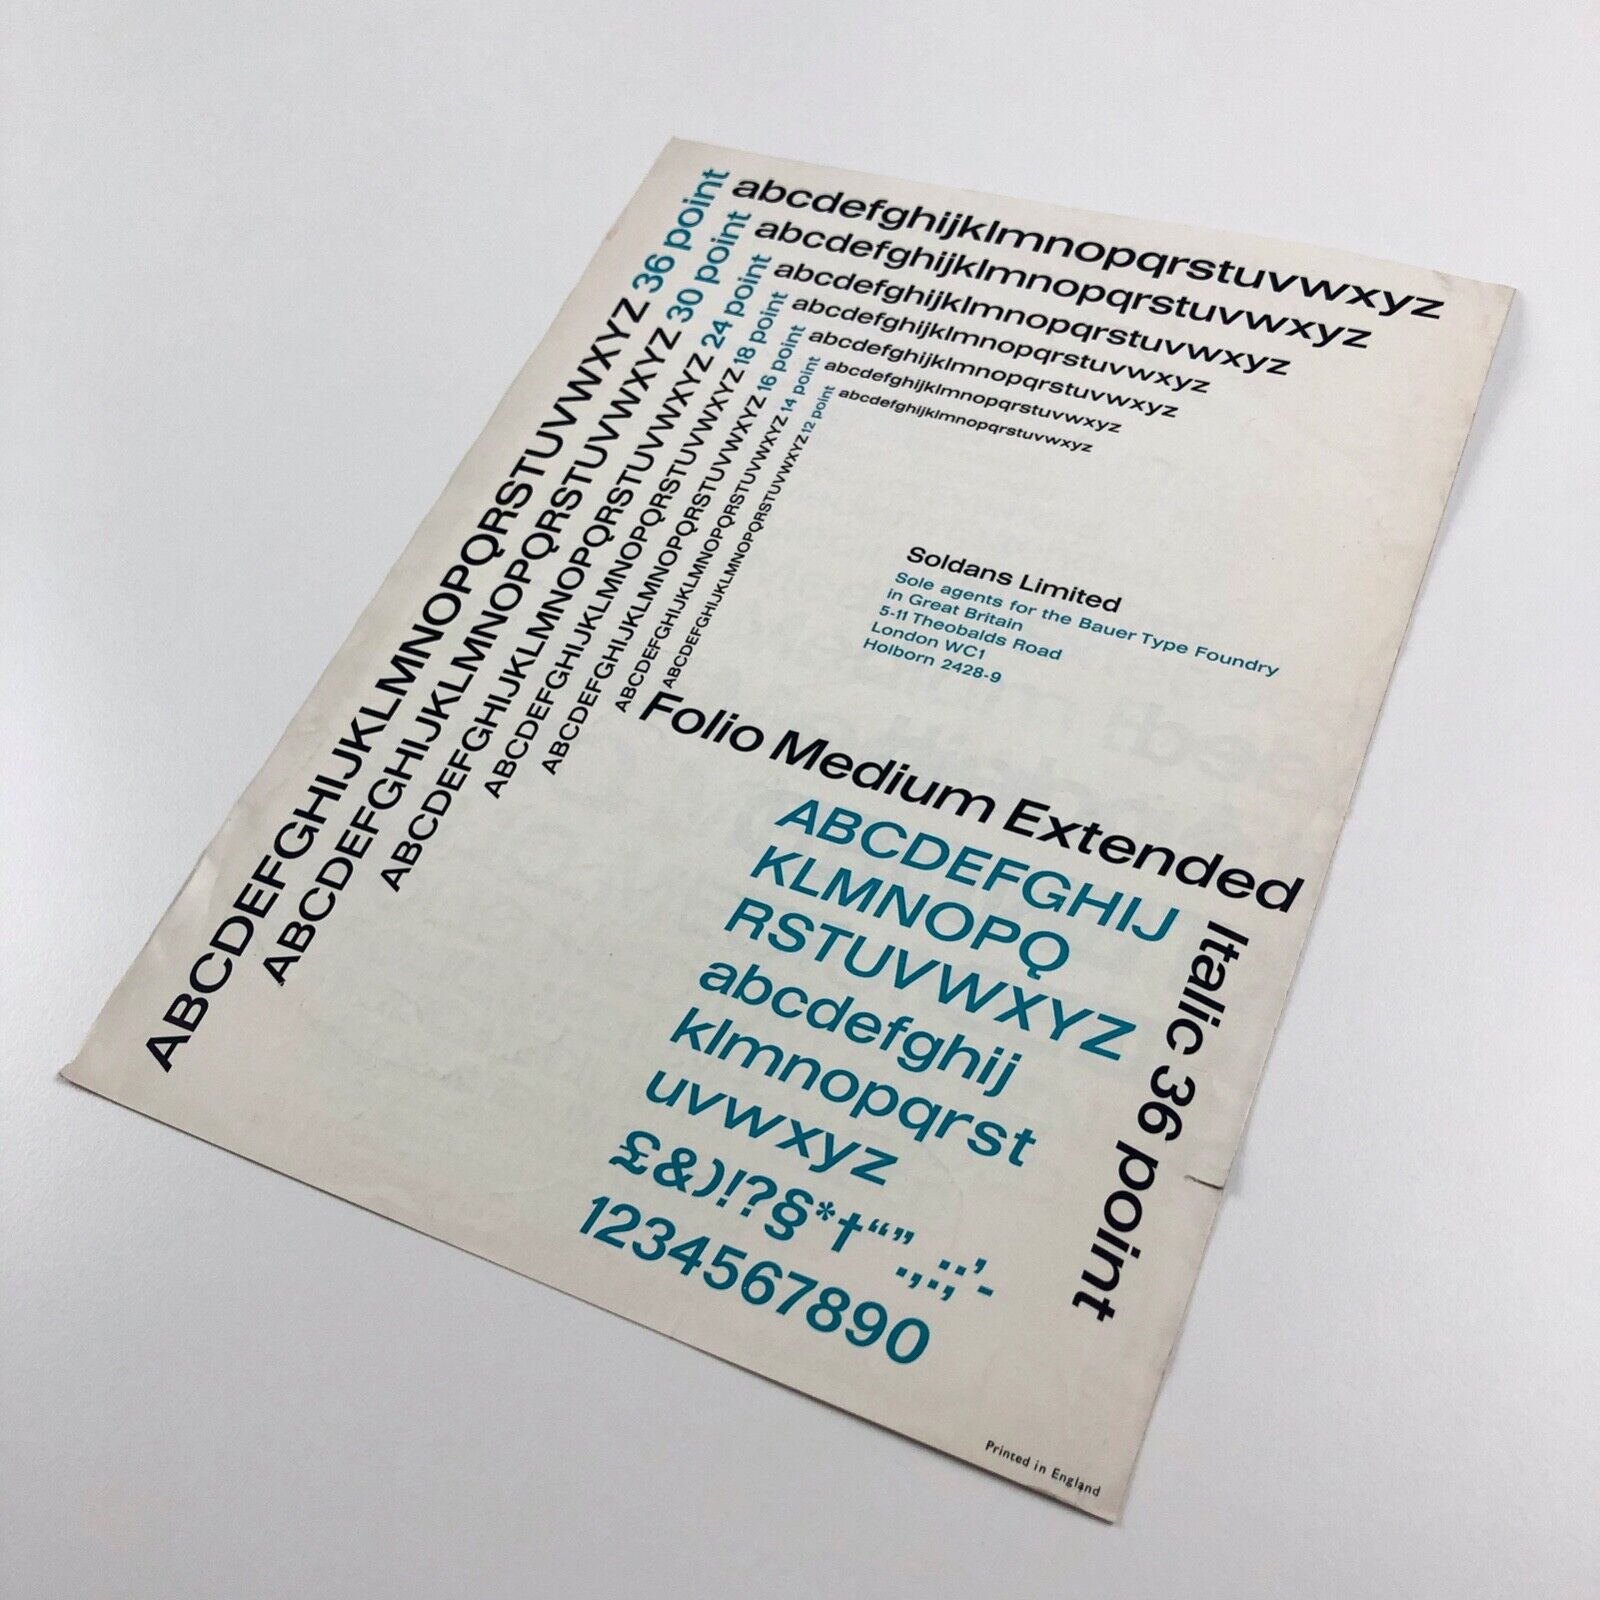 ABCDEFGHIJKLMNOPQRSTUVWXYZ 36 point abcdefghijklmnopqrstuvwxyz
ABCDEFGHIJKLMNOPQRSTUVWXYZ 30 point abcdefghijklmnopqrstuvwxyz
ABCDEFGHIJKLMNOPQRSTUVWXYZ 24 point abcdefghijklmnopqrstuvwxyz
ABCDEFGHIJKLMNOPQRSTUVWXYZ 18 point abcdefghijklmnopqrstuvwxyz
ABCDEFGHIJKLMNOPQRSTUVWXYZ 16 point abcdefghijklmnopqrstuvwxyz
ABCDEFGHIJKLMNOPQRSTUVWXYZ 14 point abcdefghijklmnopqrstuvwxyz
ABCDEFGHIJKLMNOPQRSTUVWXYZ 12 point abcdefghijklmnopqrstuvwxyz
Soldans Limited
Sole agents for the Bauer Type Foundry
in Great Britain
5-11 Theobalds Road
London WC1
Holborn 2428-9
Folio Medium Extended
Italic 36 point
ABCDEFGHIJ
KLMNOPQ
RSTUVWXYZ
abcdefghij
klmnopqrst
uvwxyz
£&)!?§*†“” .,:;’-
1234567890
Printed in England